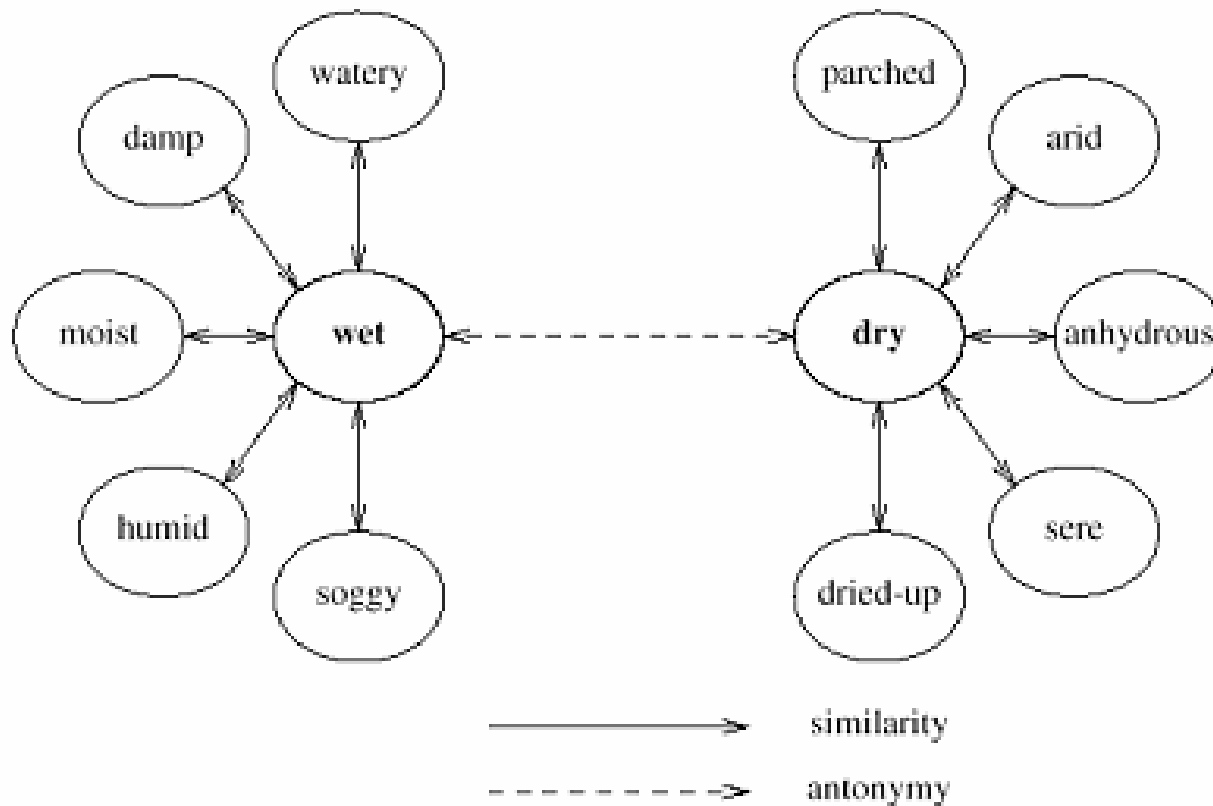 watery
parched
damp
arid
moist
wet
dry
anhydrous
humid
sere
soggy
dried-up
similarity
antonymy